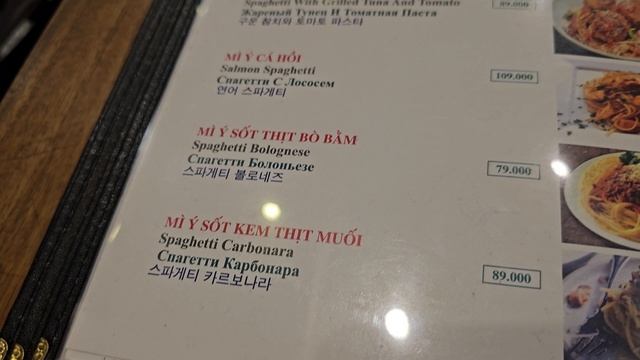 Spaghetti With Grilled Tuna And Tomato
89.000
Жареный Тунец И Томатная Паста
구운 참치와 토마토 파스타
MÌ Ý CÁ HỒI
Salmon Spaghetti
109.000
Спагетти С Лососем
연어 스파게티
MÌ Ý SỐT THỊT BÒ BẰM
Spaghetti Bolognese
79.000
Спагетти Болоньезе
스파게티 볼로네즈
MÌ Ý SỐT KEM THỊT MUỐI
Spaghetti Carbonara
89.000
Спагетти Карбонара
스파게티 카르보나라